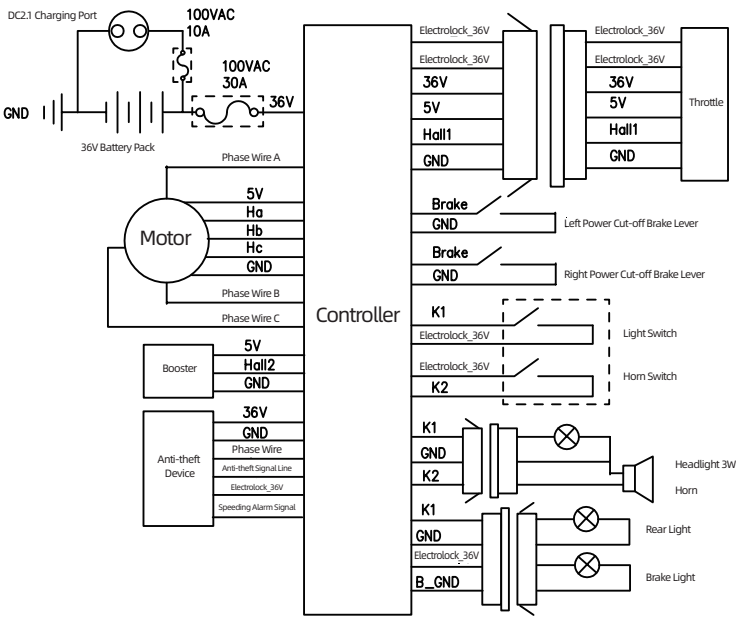 DC2.1 Charging Port
100VAC
10A
100VAC
30A
36V
GND
36V Battery Pack
Phase Wire A
5V
Ha
Hb
Hc
GND
Motor
Phase Wire B
Phase Wire C
Booster
5V
Hall2
GND
Anti-theft
Device
36V
GND
Phase Wire
Anti-theft Signal Line
Electrolock_36V
Speeding Alarm Signal
Controller
Electrolock_36V
Electrolock_36V
36V
5V
Hall1
GND
Electrolock_36V
Electrolock_36V
36V
5V
Hall1
GND
Throttle
Brake
GND
Left Power Cut-off Brake Lever
Brake
GND
Right Power Cut-off Brake Lever
K1
Electrolock_36V
Light Switch
Electrolock_36V
K2
Horn Switch
K1
GND
K2
Headlight 3W
Horn
K1
GND
Electrolock_36V
B_GND
Rear Light
Brake Light